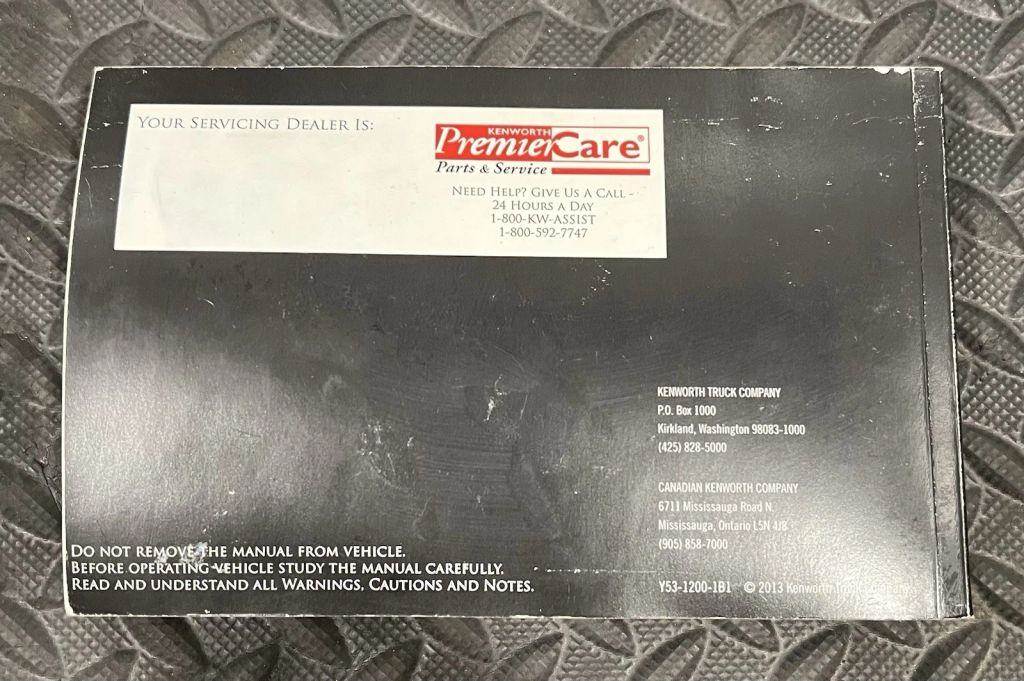 YOUR SERVICING DEALER IS:
KENWORTH
PremierCare®
Parts & Service
NEED HELP? GIVE US A CALL -
24 HOURS A DAY
1-800-KW-ASSIST
1-800-592-7747
KENWORTH TRUCK COMPANY
P.O. Box 1000
Kirkland, Washington 98083-1000
(425) 828-5000
CANADIAN KENWORTH COMPANY
6711 Mississauga Road N.
Mississauga, Ontario L5N 4J8
(905) 858-7000
DO NOT REMOVE THE MANUAL FROM VEHICLE.
BEFORE OPERATING VEHICLE STUDY THE MANUAL CAREFULLY.
READ AND UNDERSTAND ALL WARNINGS, CAUTIONS AND NOTES.
Y53-1200-1B1 © 2013 Kenworth Truck Company